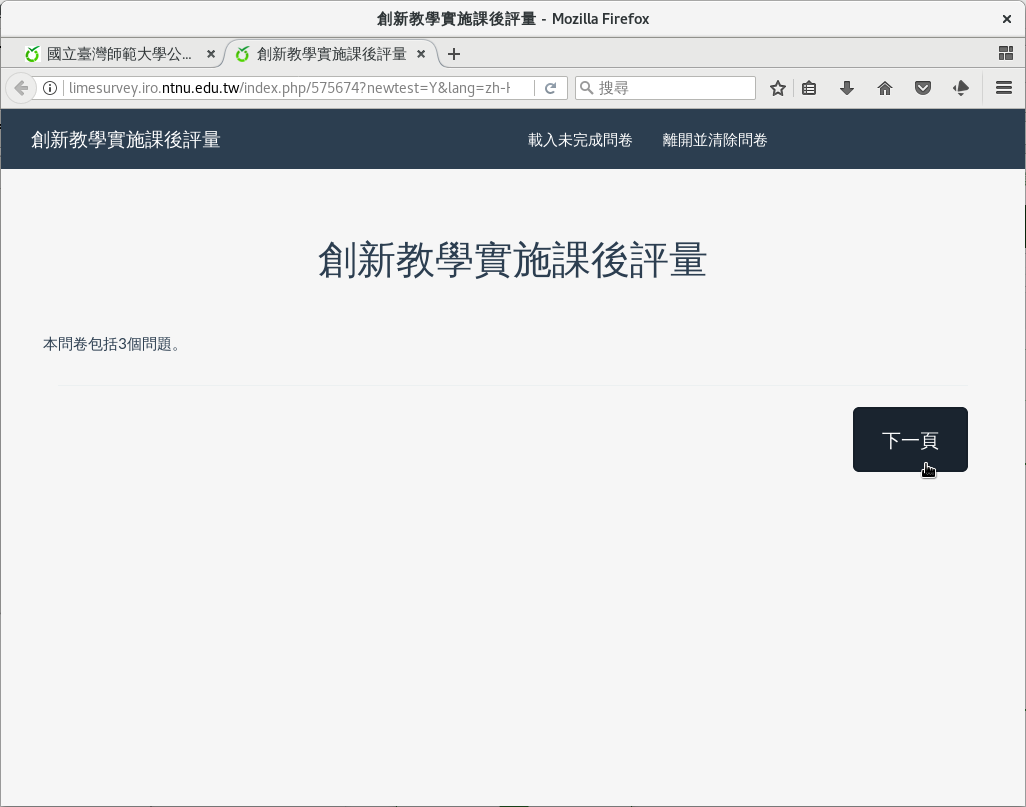 創新教學實施課後評量 - Mozilla Firefox
國立臺灣師範大學公...
創新教學實施課後評量
limesurvey.iro.ntnu.edu.tw/index.php/575674?newtest=Y&lang=zh-
搜尋
創新教學實施課後評量
載入未完成問卷
離開並清除問卷
創新教學實施課後評量
本問卷包括3個問題。
下一頁